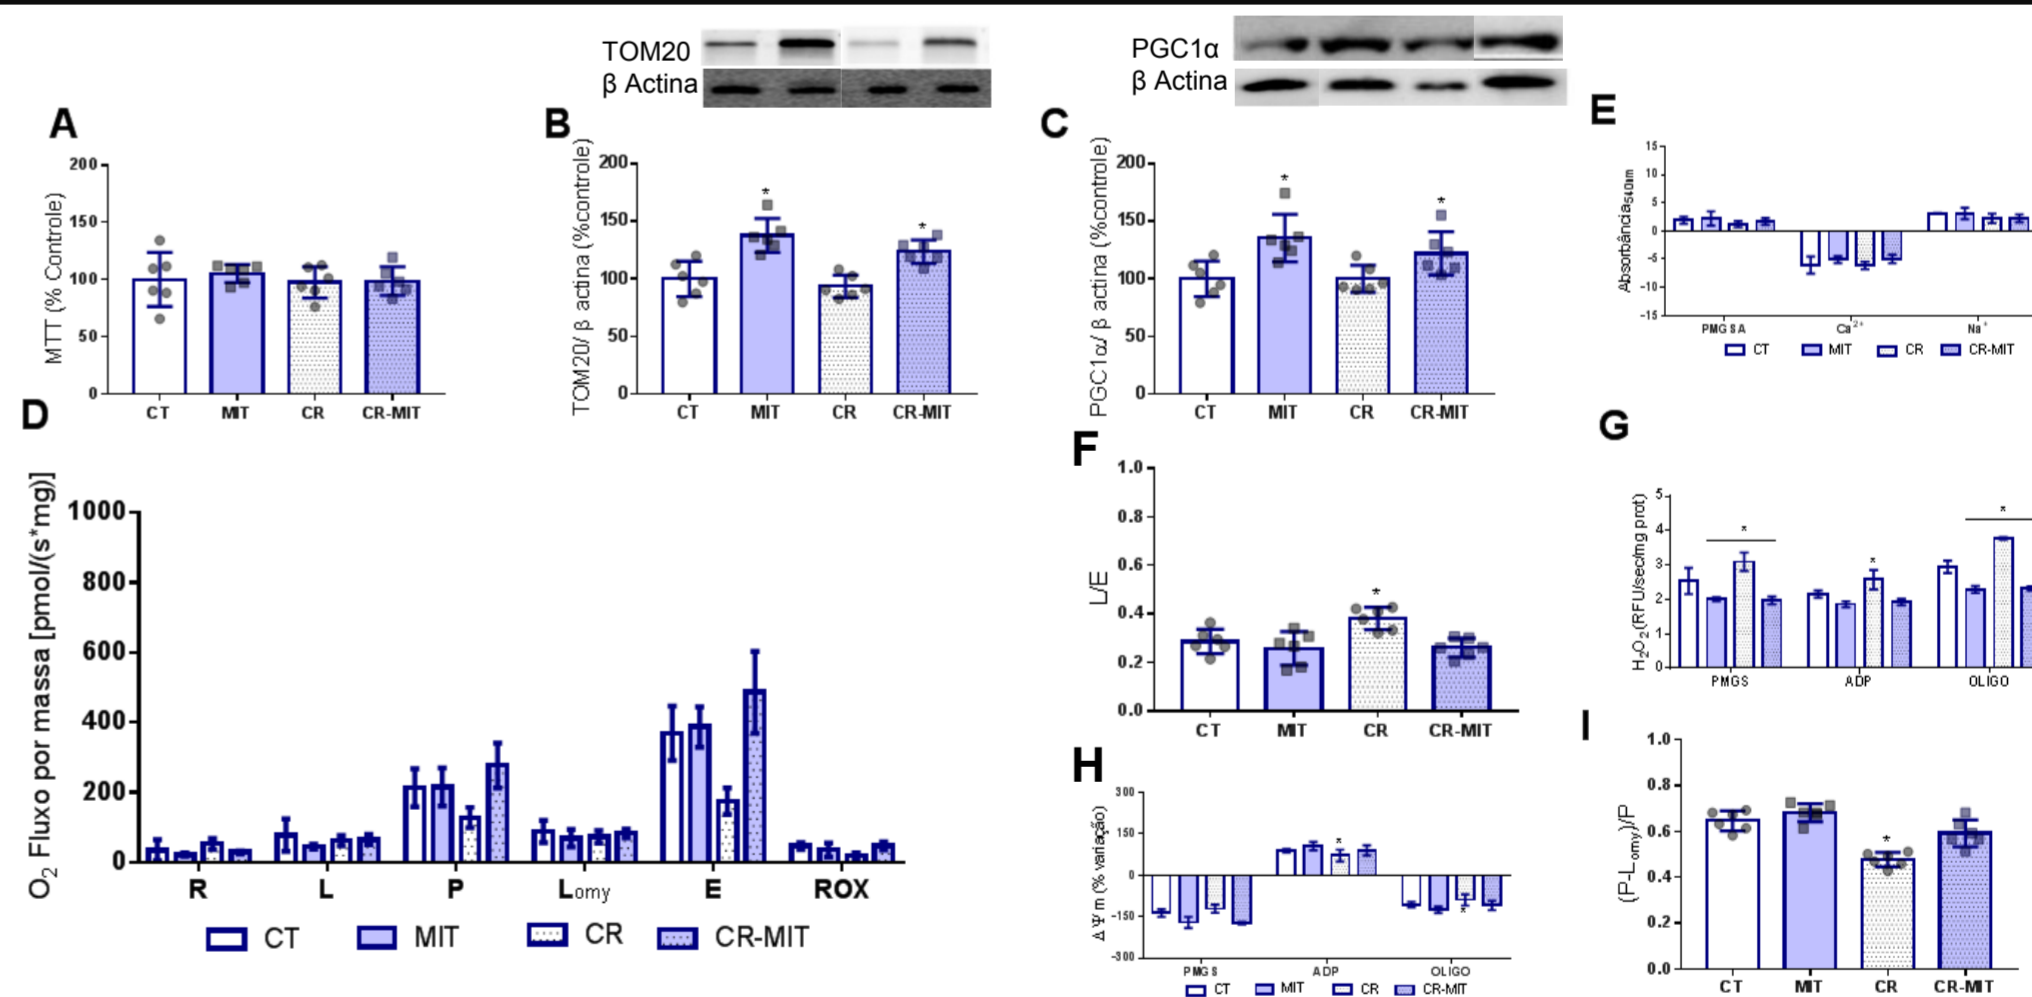 TOM20
β Actina
PGC1α
β Actina
A
MTT (% Controle)
200
150
100
50
0
CT MIT CR CR-MIT
B
TOM20/ β actina (%controle)
200
150
100
50
0
*
*
CT MIT CR CR-MIT
C
PGC1α/ β actina (%controle)
200
150
100
50
0
*
*
CT MIT CR CR-MIT
E
Absorbância540nm
15
10
5
0
-5
-10
-15
PMGSA Ca²⁺ Na⁺
CT MIT CR CR-MIT
D
O₂ Fluxo por massa [pmol/(s*mg)]
1000
800
600
400
200
0
R L P Lomy E ROX
CT MIT CR CR-MIT
F
L/E
1.0
0.8
0.6
0.4
0.2
0.0
*
CT MIT CR CR-MIT
G
H₂O₂(RFU/sec/mg prot)
5
4
3
2
1
0
*
*
*
PMGS ADP OLIGO
H
Δ Ψ m (% variação)
300
150
0
-150
-300
*
*
PMGS ADP OLIGO
CT MIT CR CR-MIT
I
(P-Lomy)/P
1.0
0.8
0.6
0.4
0.2
0.0
*
CT MIT CR CR-MIT